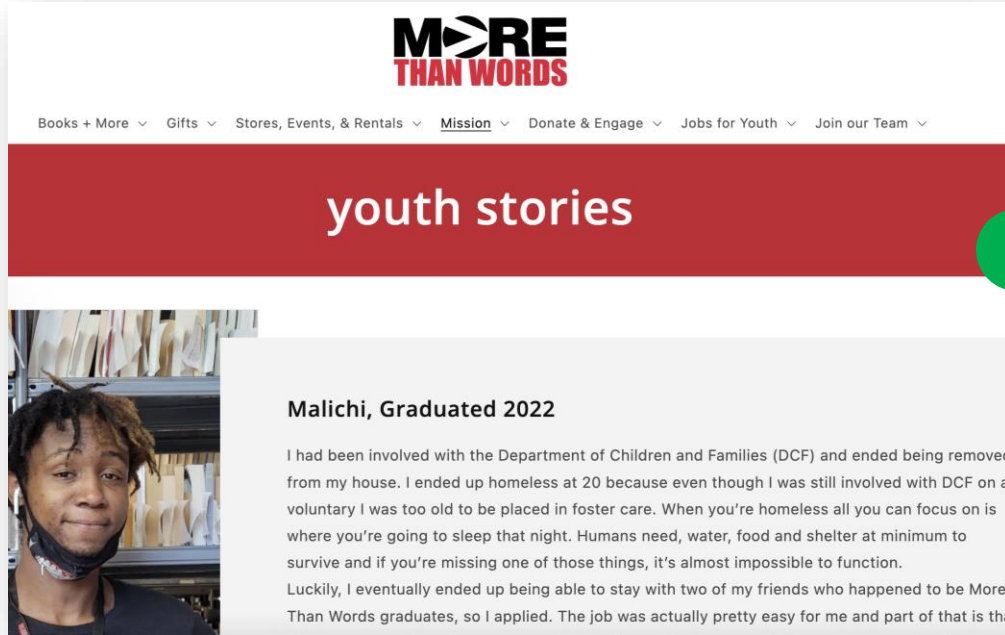 MORE
THAN WORDS
Books + More Gifts Stores, Events, & Rentals Mission Donate & Engage Jobs for Youth Join our Team
youth stories
Malichi, Graduated 2022
I had been involved with the Department of Children and Families (DCF) and ended being removed
from my house. I ended up homeless at 20 because even though I was still involved with DCF on a
voluntary I was too old to be placed in foster care. When you’re homeless all you can focus on is
where you’re going to sleep that night. Humans need, water, food and shelter at minimum to
survive and if you’re missing one of those things, it’s almost impossible to function.
Luckily, I eventually ended up being able to stay with two of my friends who happened to be More
Than Words graduates, so I applied. The job was actually pretty easy for me and part of that is